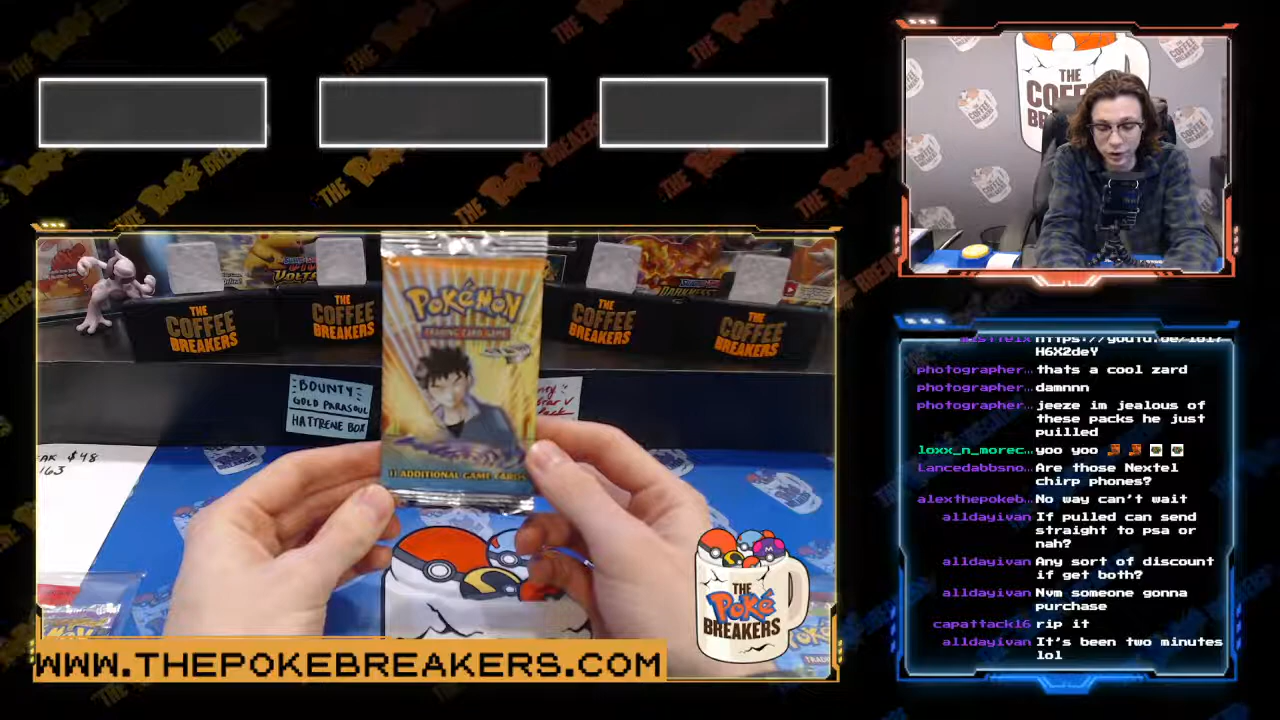 THE
COFFEE
BREAKERS
THE
COFFEE
BREAKERS
THE
COFFEE
BREAKERS
THE
COFFEE
BREAKERS
VOLT
DARKNESS
POKéMON
TRADING CARD GAME
11 ADDITIONAL GAME CARDS
BOUNTY
GOLD PARASOL
HATTRENE BOX
EAK $48
163
THE
Poké
BREAKERS
WWW.THEPOKEBREAKERS.COM
THE
COFFEE
BREAKERS
H6X2deY
photographer... thats a cool zard
photographer... damnnn
photographer... jeeze im jealous of
these packs he just
puilled
loxx_n_morec... yoo yoo
Lancedabbsno... Are those Nextel
chirp phones?
alexthepokeb... No way can't wait
alldayivan If pulled can send
straight to psa or
nah?
alldayivan Any sort of discount
if get both?
alldayivan Nvm someone gonna
purchase
capattack16 rip it
alldayivan It's been two minutes
lol